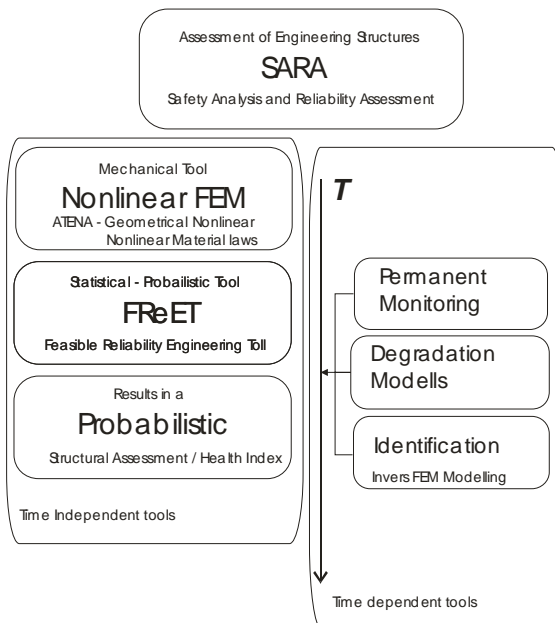 Assessment of Engineering Structures
SARA
Safety Analysis and Reliability Assessment
Mechanical Tool
Nonlinear FEM
ATENA - Geometrical Nonlinear
Nonlinear Material laws
Statistical - Probailistic Tool
FReET
Feasible Reliability Engineering Toll
Results in a
Probabilistic
Structural Assessment / Health Index
Time Independent tools
T
Permanent
Monitoring
Degradation
Modells
Identification
Invers FEM Modelling
Time dependent tools